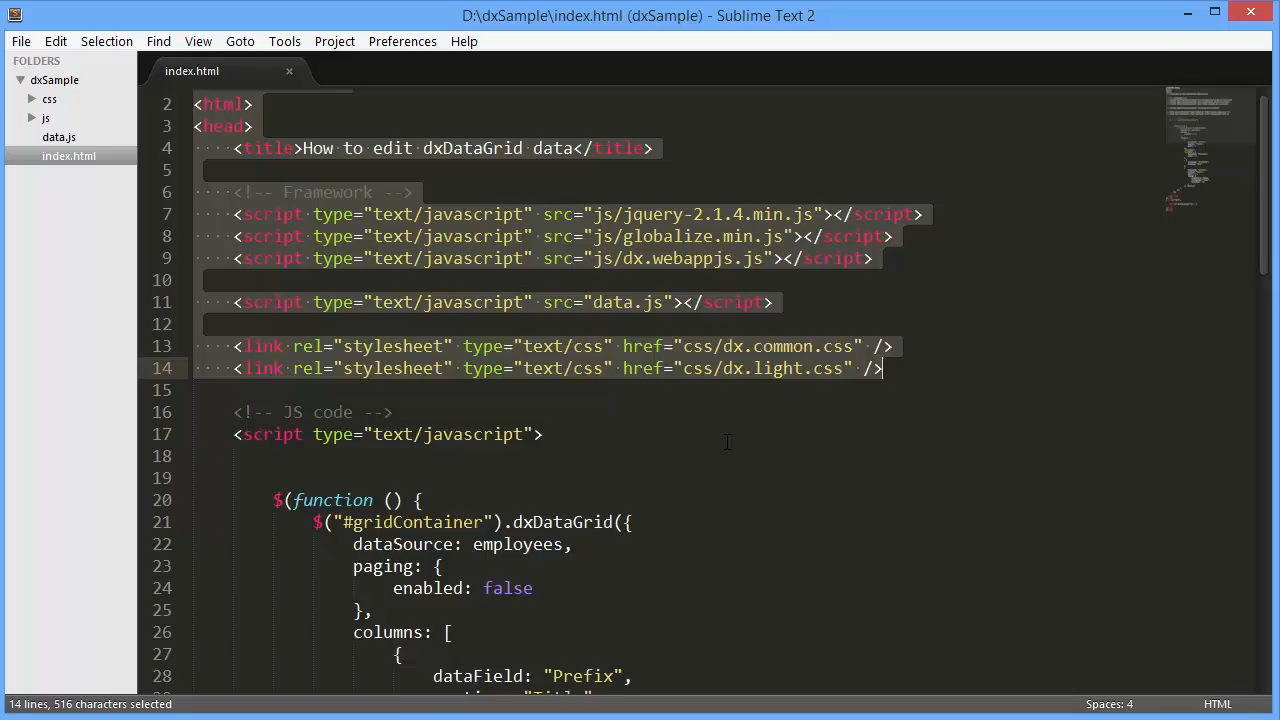 D:\dxSample\index.html (dxSample) - Sublime Text 2
File Edit Selection Find View Goto Tools Project Preferences Help
FOLDERS
dxSample
css
js
data.js
index.html
index.html ×
2 <html>
3 <head>
4 <title>How to edit dxDataGrid data</title>
5
6 <!-- Framework -->
7 <script type="text/javascript" src="js/jquery-2.1.4.min.js"></script>
8 <script type="text/javascript" src="js/globalize.min.js"></script>
9 <script type="text/javascript" src="js/dx.webappjs.js"></script>
10
11 <script type="text/javascript" src="data.js"></script>
12
13 <link rel="stylesheet" type="text/css" href="css/dx.common.css" />
14 <link rel="stylesheet" type="text/css" href="css/dx.light.css" />
15
16 <!-- JS code -->
17 <script type="text/javascript">
18
19
20 $(function () {
21 $("#gridContainer").dxDataGrid({
22 dataSource: employees,
23 paging: {
24 enabled: false
25 },
26 columns: [
27 {
28 dataField: "Prefix",
14 lines, 516 characters selected
Spaces: 4
HTML